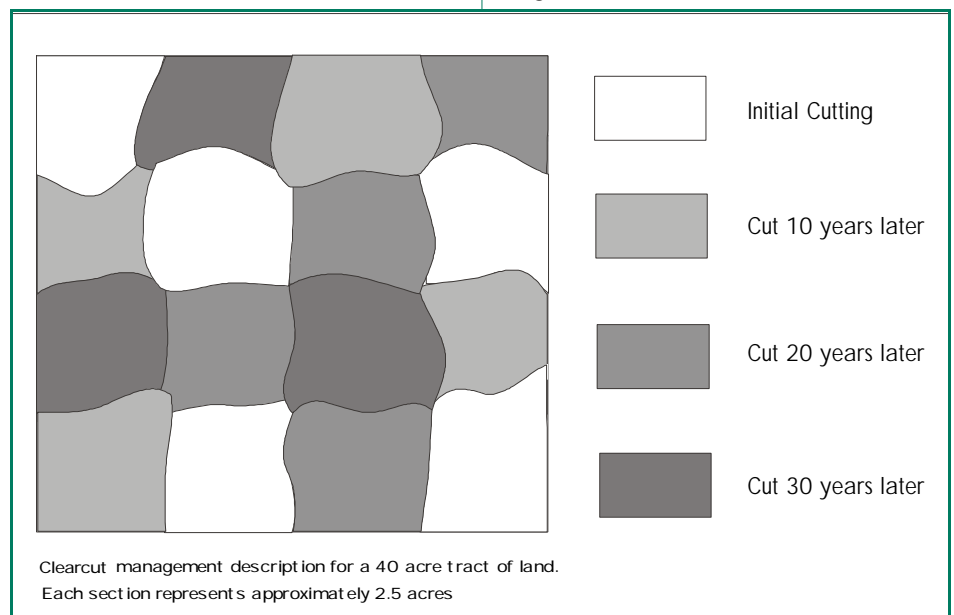 Initial Cutting
Cut 10 years later
Cut 20 years later
Cut 30 years later
Clearcut management description for a 40 acre tract of land.
Each section represents approximately 2.5 acres